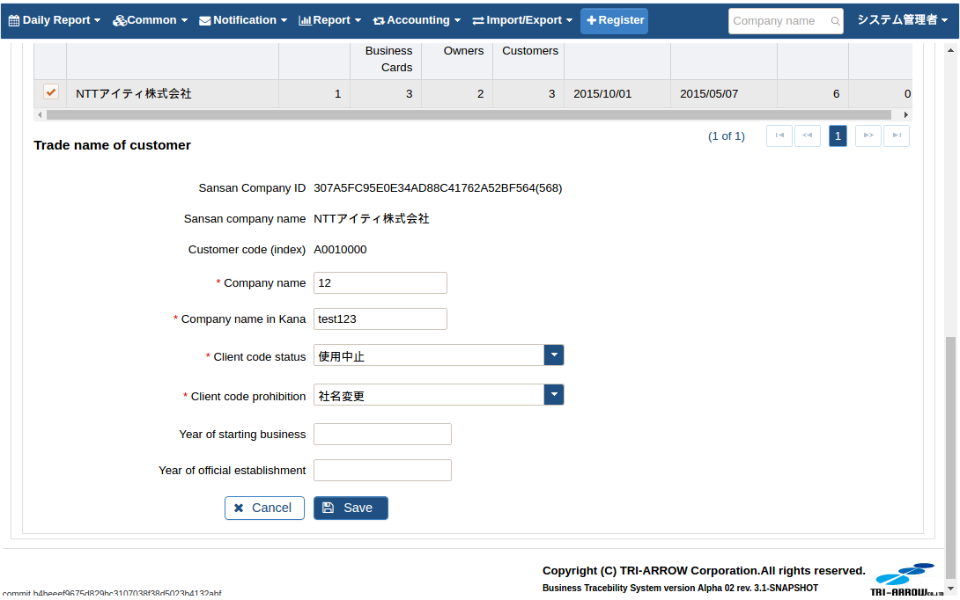 Daily Report Common Notification Report Accounting Import/Export + Register Company name システム管理者
Business Cards Owners Customers
NTTアイティ株式会社 1 3 2 3 2015/10/01 2015/05/07 6 0
(1 of 1) 1
Trade name of customer
Sansan Company ID 307A5FC95E0E34AD88C41762A52BF564(568)
Sansan company name NTTアイティ株式会社
Customer code (index) A0010000
* Company name 12
* Company name in Kana test123
* Client code status 使用中止
* Client code prohibition 社名変更
Year of starting business
Year of official establishment
Cancel Save
Copyright (C) TRI-ARROW Corporation.All rights reserved.
Business Tracebility System version Alpha 02 rev. 3.1-SNAPSHOT
TRI-ARROW
commit